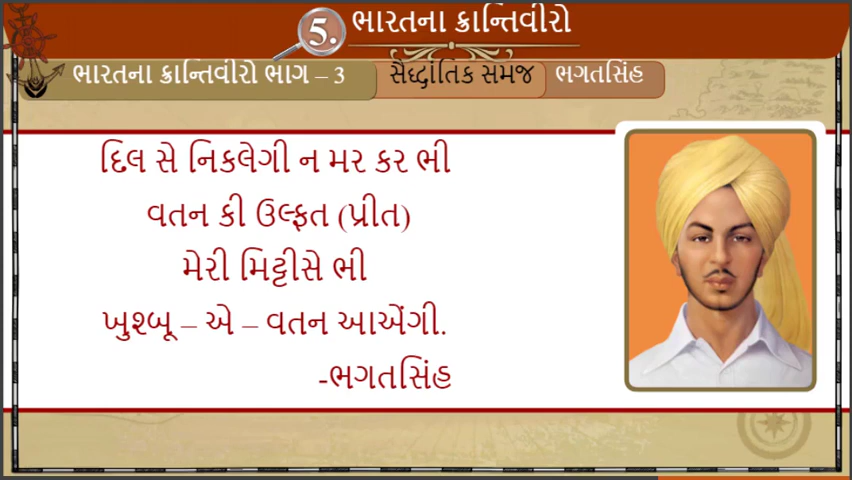 5. ભારતના ક્રાન્તિવીરો
ભારતના ક્રાન્તિવીરો ભાગ – 3
સૈદ્ધાંતિક સમજ
ભગતસિંહ
દિલ સે નિકલેગી ન મર કર ભી
વતન કી ઉલ્ફત (પ્રીત)
મેરી મિટ્ટીસે ભી
ખુશ્બૂ – એ – વતન આએંગી.
-ભગતસિંહ